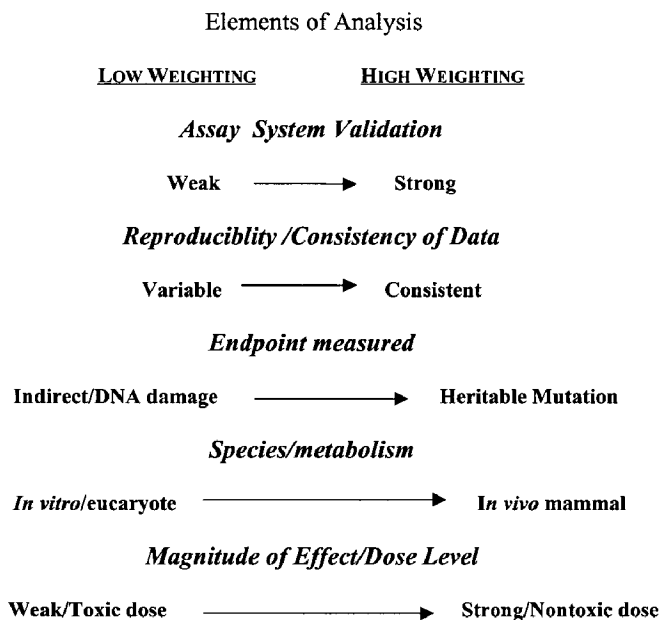 Elements of Analysis
LOW WEIGHTING HIGH WEIGHTING
Assay System Validation
Weak Strong
Reproduciblity /Consistency of Data
Variable Consistent
Endpoint measured
Indirect/DNA damage Heritable Mutation
Species/metabolism
In vitro/eucaryote In vivo mammal
Magnitude of Effect/Dose Level
Weak/Toxic dose Strong/Nontoxic dose